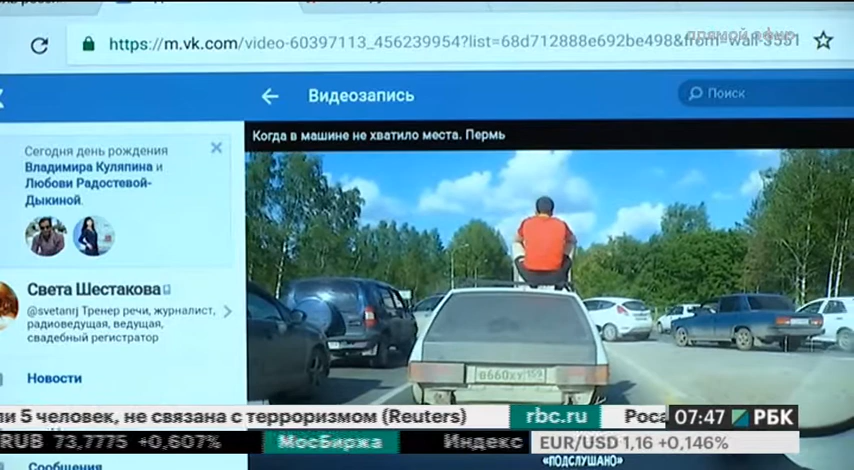 прямой эфир
https://m.vk.com/video-60397113_456239954?list=68d712888e692be498&from=wall-3551
Видеозапись
Поиск
Когда в машине не хватило места. Пермь
Сегодня день рождения
Владимира Куляпина и
Любови Радостевой-
Дыкиной.
Света Шестакова
@svetanrj Тренер речи, журналист,
радиоведущая, ведущая,
свадебный регистратор
Новости
в660ху 159
ли 5 человек, не связана с терроризмом (Reuters) rbc.ru Роса 07:47 РБК
RUB 73,7775 +0,607% МосБиржа Индекс EUR/USD 1,16 +0,146%
Сообщения
«ПОДСЛУШАНО»